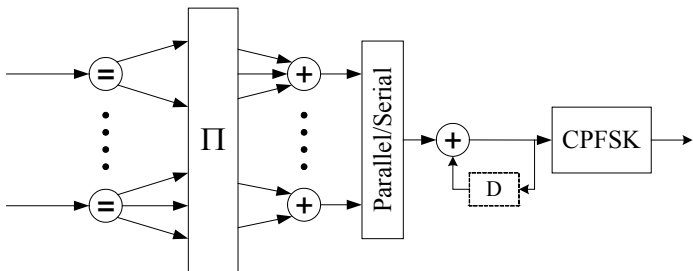 =
=
Π
+
+
Parallel/Serial
+
D
CPFSK